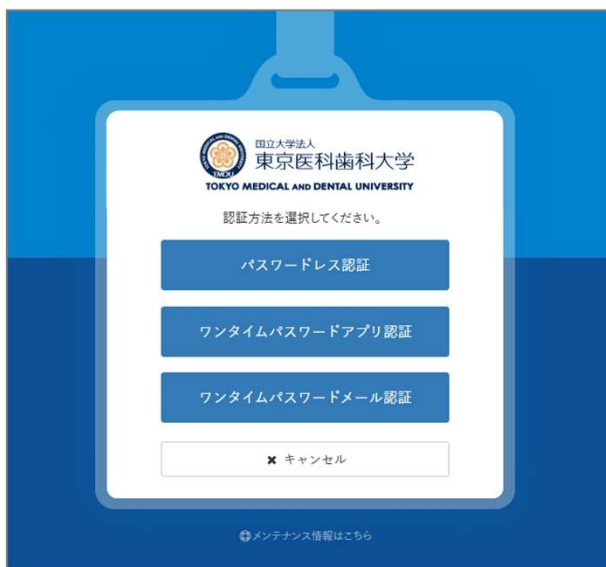 国立大学法人
東京医科歯科大学
TOKYO MEDICAL AND DENTAL UNIVERSITY
認証方法を選択してください。
パスワードレス認証
ワンタイムパスワードアプリ認証
ワンタイムパスワードメール認証
✖ キャンセル
メンテナンス情報はこちら